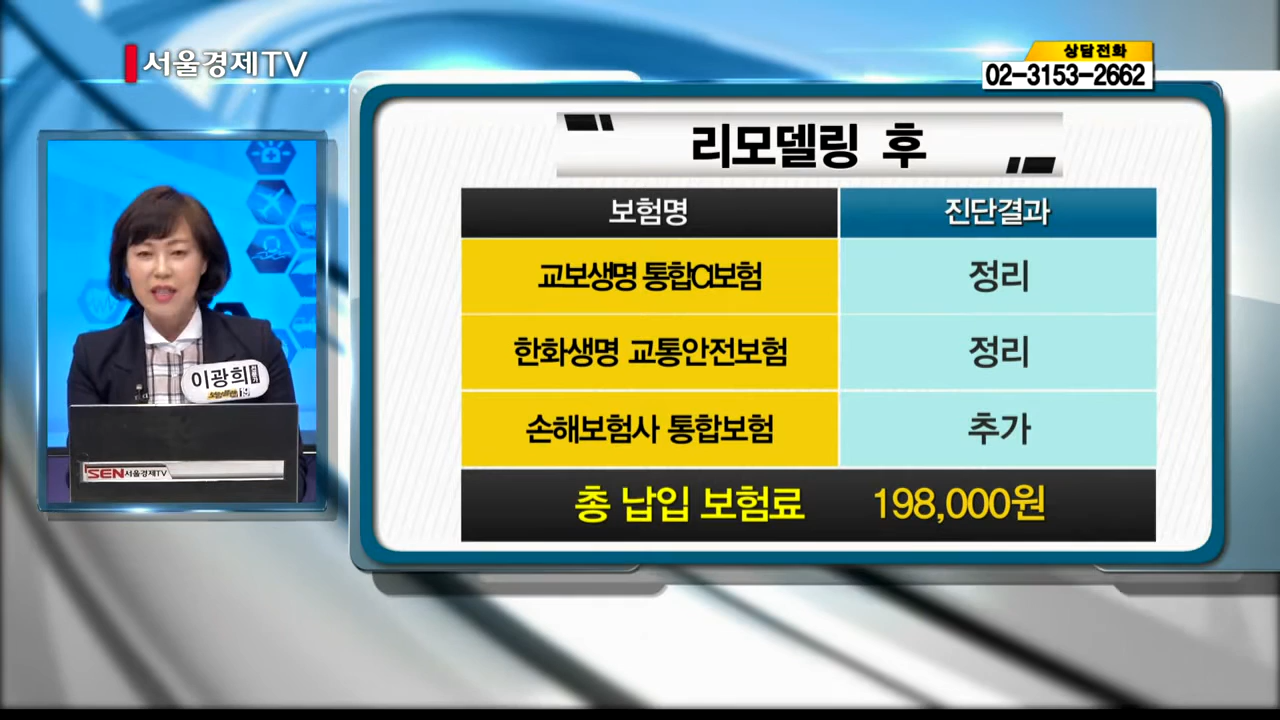 서울경제TV
상담전화
02-3153-2662
리모델링 후
보험명 진단결과
교보생명 통합CI보험 정리
한화생명 교통안전보험 정리
손해보험사 통합보험 추가
총 납입 보험료 198,000원
이광희
SEN서울경제TV